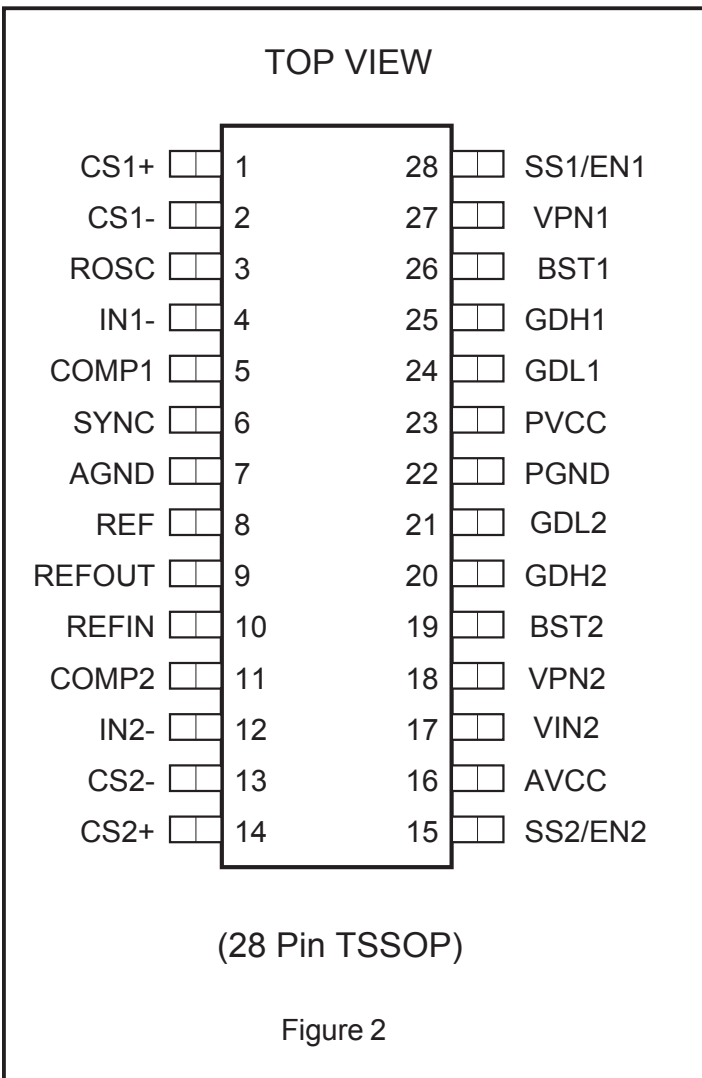 TOP VIEW
CS1+ 1 28 SS1/EN1
CS1- 2 27 VPN1
ROSC 3 26 BST1
IN1- 4 25 GDH1
COMP1 5 24 GDL1
SYNC 6 23 PVCC
AGND 7 22 PGND
REF 8 21 GDL2
REFOUT 9 20 GDH2
REFIN 10 19 BST2
COMP2 11 18 VPN2
IN2- 12 17 VIN2
CS2- 13 16 AVCC
CS2+ 14 15 SS2/EN2
(28 Pin TSSOP)
Figure 2